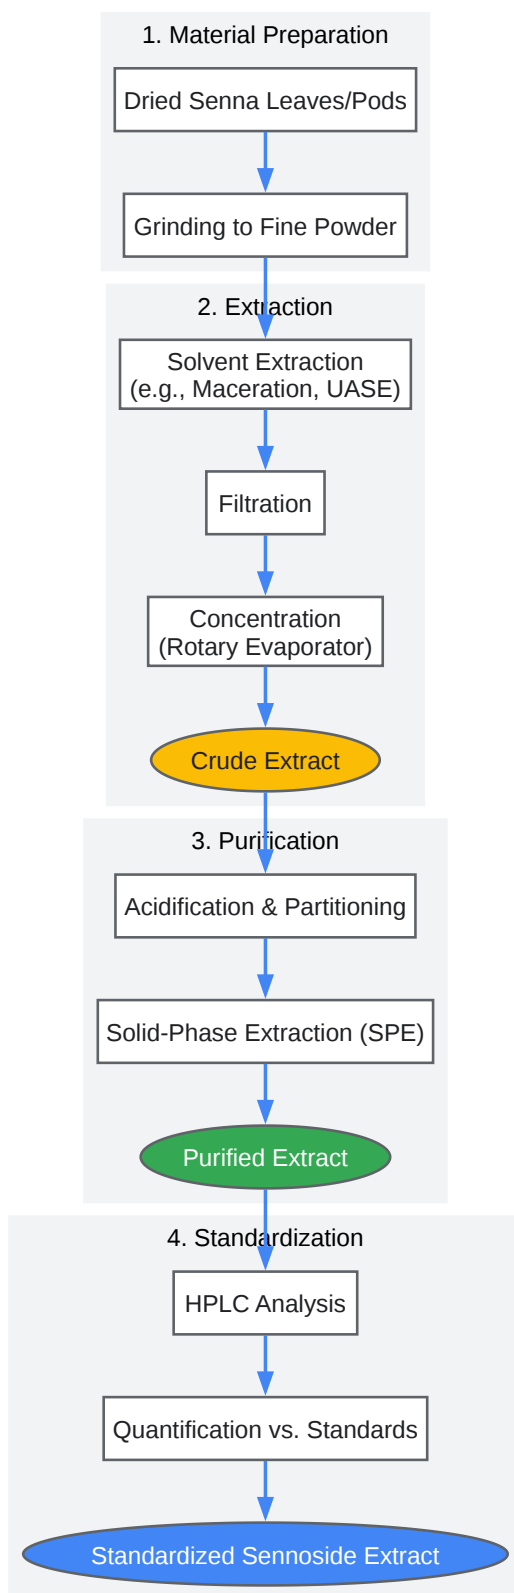 1. Material Preparation
Dried Senna Leaves/Pods
Grinding to Fine Powder
2. Extraction
Solvent Extraction
(e.g., Maceration, UASE)
Filtration
Concentration
(Rotary Evaporator)
Crude Extract
3. Purification
Acidification & Partitioning
Solid-Phase Extraction (SPE)
Purified Extract
4. Standardization
HPLC Analysis
Quantification vs. Standards
Standardized Sennoside Extract